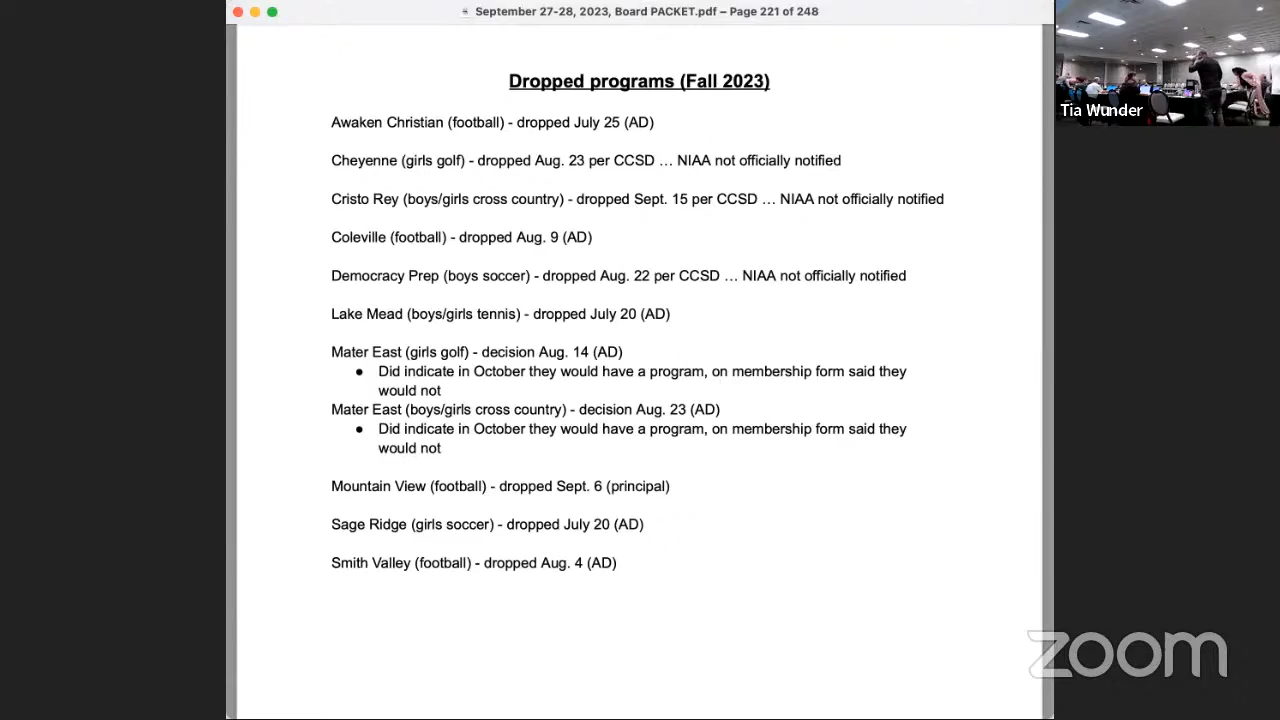 September 27-28, 2023, Board PACKET.pdf – Page 221 of 248
Dropped programs (Fall 2023)
Awaken Christian (football) - dropped July 25 (AD)
Cheyenne (girls golf) - dropped Aug. 23 per CCSD … NIAA not officially notified
Cristo Rey (boys/girls cross country) - dropped Sept. 15 per CCSD … NIAA not officially notified
Coleville (football) - dropped Aug. 9 (AD)
Democracy Prep (boys soccer) - dropped Aug. 22 per CCSD … NIAA not officially notified
Lake Mead (boys/girls tennis) - dropped July 20 (AD)
Mater East (girls golf) - decision Aug. 14 (AD)
● Did indicate in October they would have a program, on membership form said they
would not
Mater East (boys/girls cross country) - decision Aug. 23 (AD)
● Did indicate in October they would have a program, on membership form said they
would not
Mountain View (football) - dropped Sept. 6 (principal)
Sage Ridge (girls soccer) - dropped July 20 (AD)
Smith Valley (football) - dropped Aug. 4 (AD)
Tia Wunder
zoom